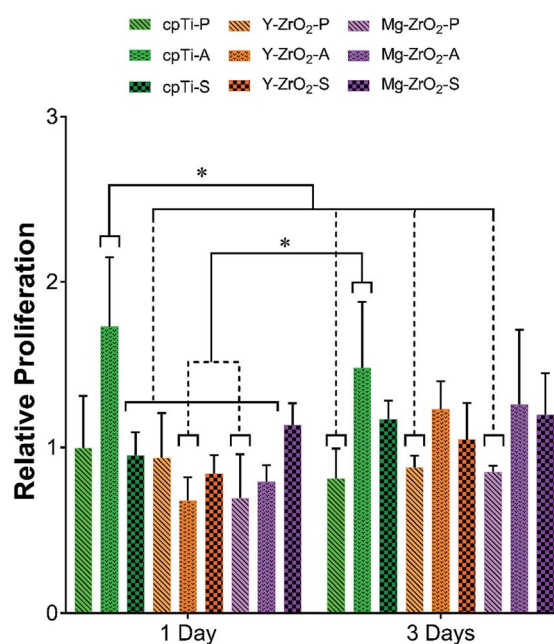 cpTi-P Y-ZrO₂-P Mg-ZrO₂-P
cpTi-A Y-ZrO₂-A Mg-ZrO₂-A
cpTi-S Y-ZrO₂-S Mg-ZrO₂-S
3
*
*
2
Relative Proliferation
1
0
1 Day 3 Days